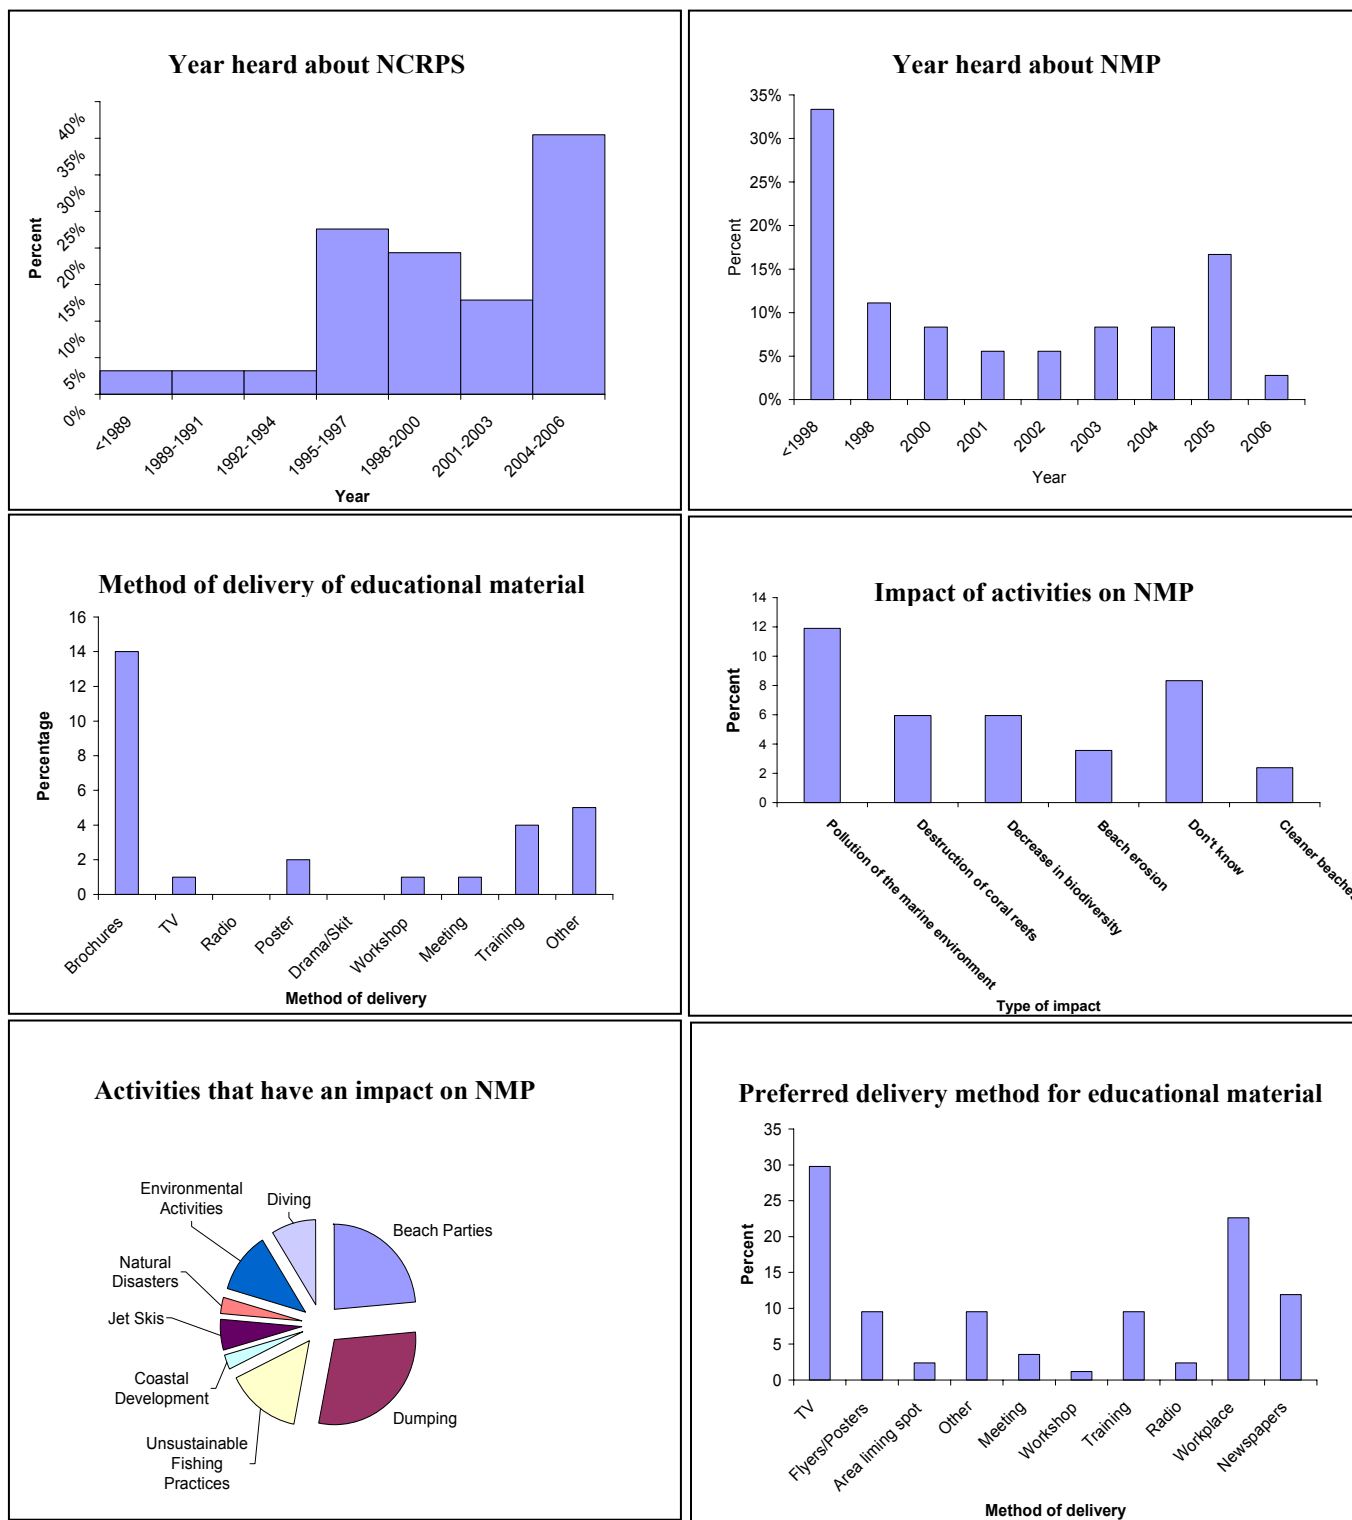 Year heard about NCRPS
Percent
40%
35%
30%
25%
20%
15%
10%
5%
0%
<1989
1989-1991
1992-1994
1995-1997
1998-2000
2001-2003
2004-2006
Year
Year heard about NMP
Percent
35%
30%
25%
20%
15%
10%
5%
0%
<1998
1998
2000
2001
2002
2003
2004
2005
2006
Year
Method of delivery of educational material
Percentage
16
14
12
10
8
6
4
2
0
Brochures
TV
Radio
Poster
Drama/Skit
Workshop
Meeting
Training
Other
Method of delivery
Impact of activities on NMP
Percent
14
12
10
8
6
4
2
0
Pollution of the marine environment
Destruction of coral reefs
Decrease in biodiversity
Beach erosion
Don't know
Cleaner beaches
Type of impact
Activities that have an impact on NMP
Environmental
Activities
Diving
Beach Parties
Natural
Disasters
Jet Skis
Coastal
Development
Dumping
Unsustainable
Fishing
Practices
Preferred delivery method for educational material
Percent
35
30
25
20
15
10
5
0
TV
Flyers/Posters
Area liming spot
Other
Meeting
Workshop
Training
Radio
Workplace
Newspapers
Method of delivery